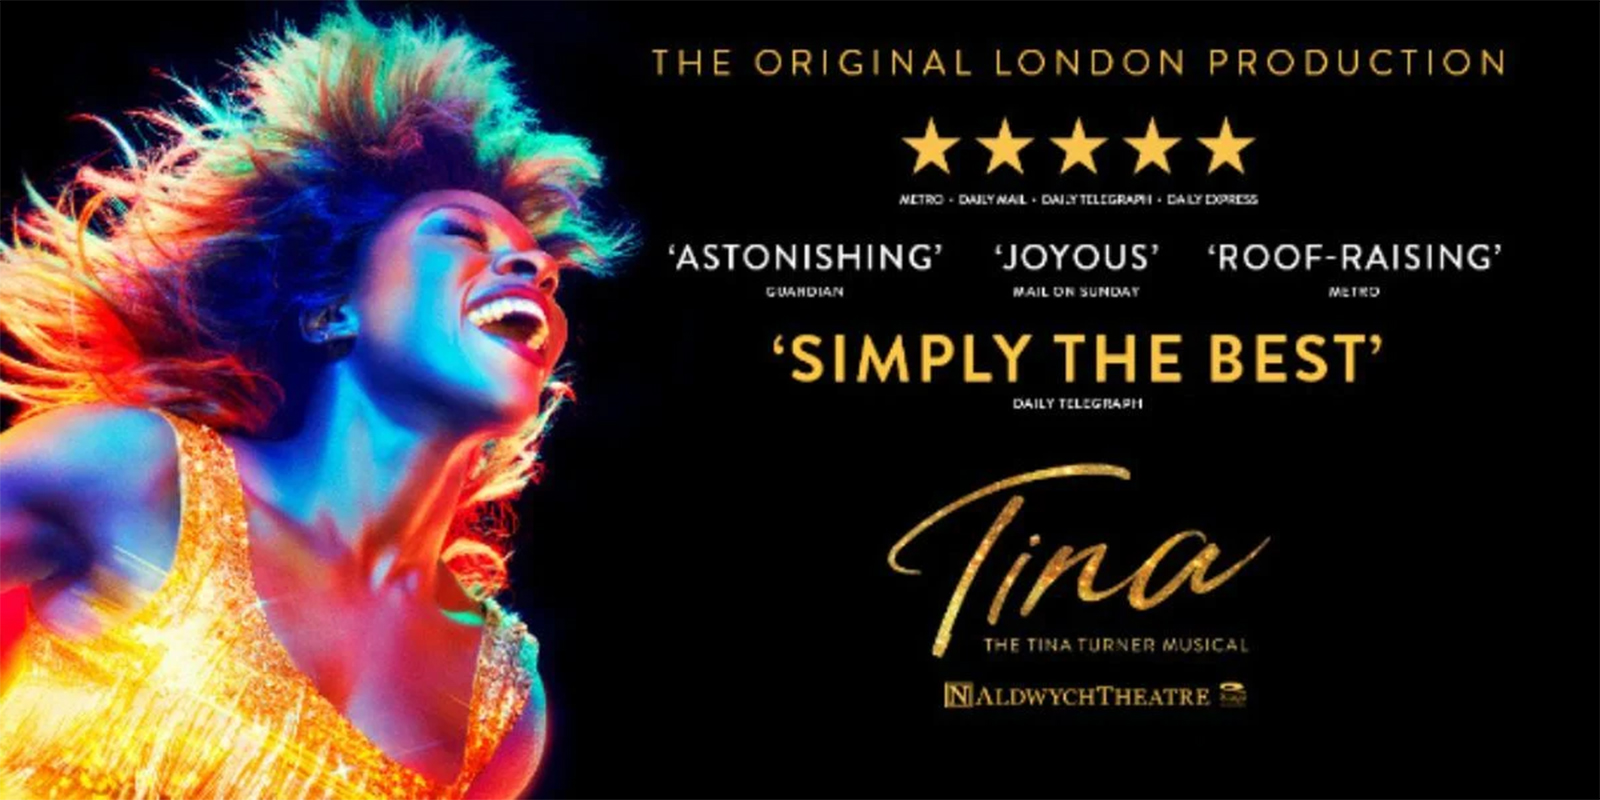 THE ORIGINAL LONDON PRODUCTION
METRO • DAILY MAIL • DAILY TELEGRAPH • DAILY EXPRESS
‘ASTONISHING’ ‘JOYOUS’ ‘ROOF-RAISING’
GUARDIAN MAIL ON SUNDAY METRO
‘SIMPLY THE BEST’
DAILY TELEGRAPH
Tina
THE TINA TURNER MUSICAL
N ALDWYCH THEATRE